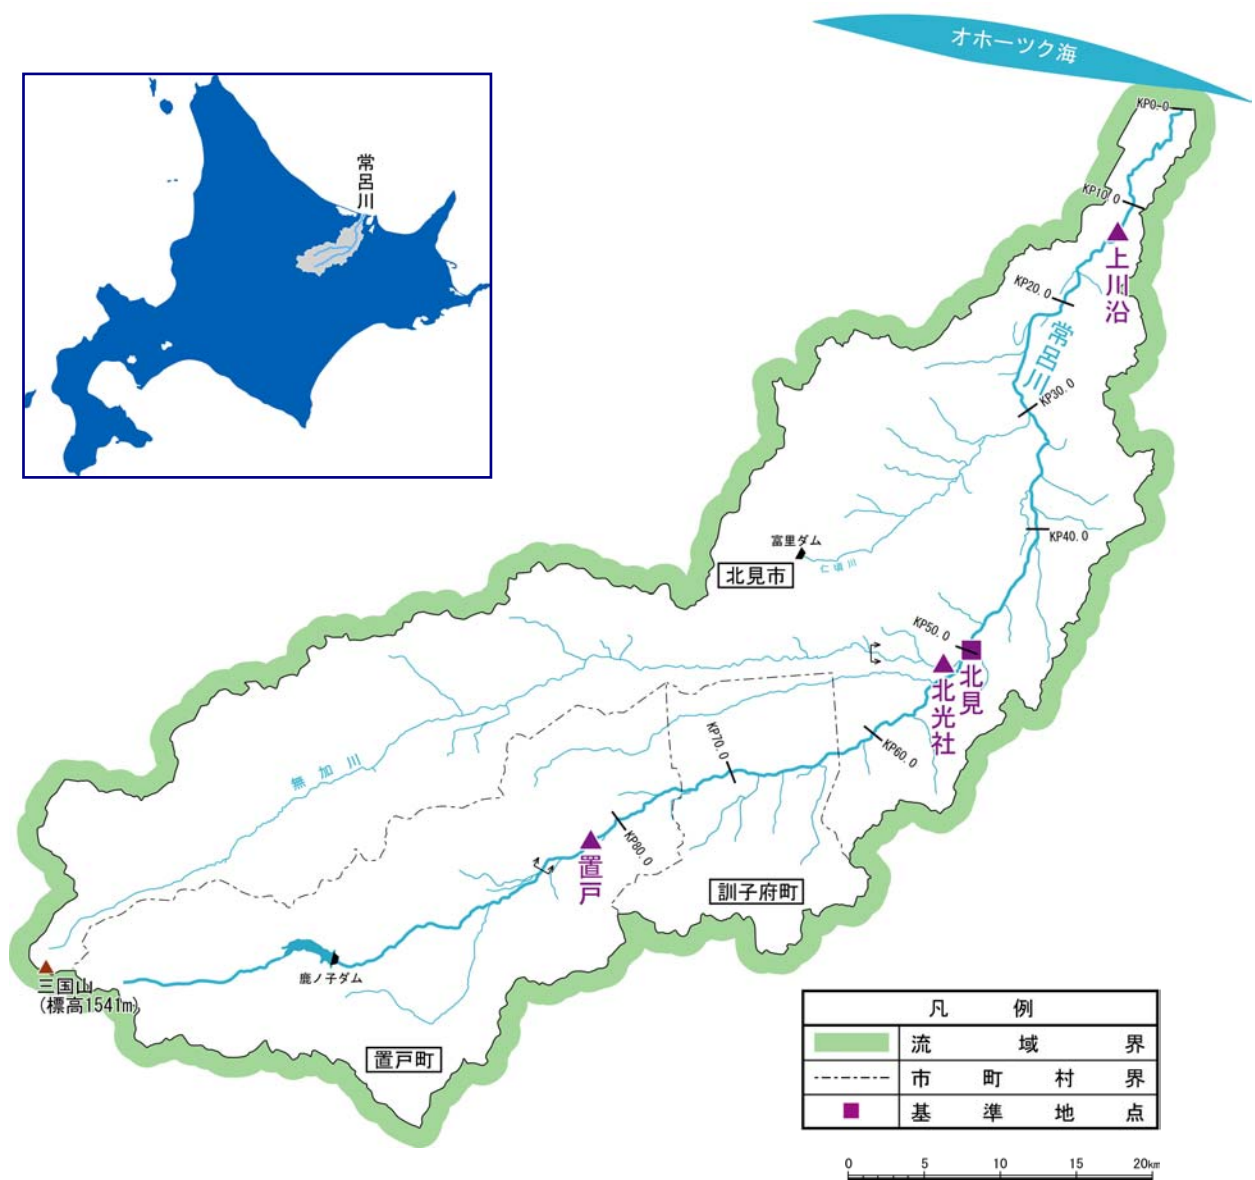 オホーツク海
常呂川
KP0.0
KP10.0
上川沿
KP20.0
常呂川
KP30.0
KP40.0
富里ダム
仁頃川
北見市
KP50.0
北見
北光社
KP60.0
KP70.0
無加川
KP80.0
置戸
訓子府町
鹿ノ子ダム
三国山
(標高1541m)
置戸町
凡例
流域界
市町村界
基準地点
0 5 10 15 20km